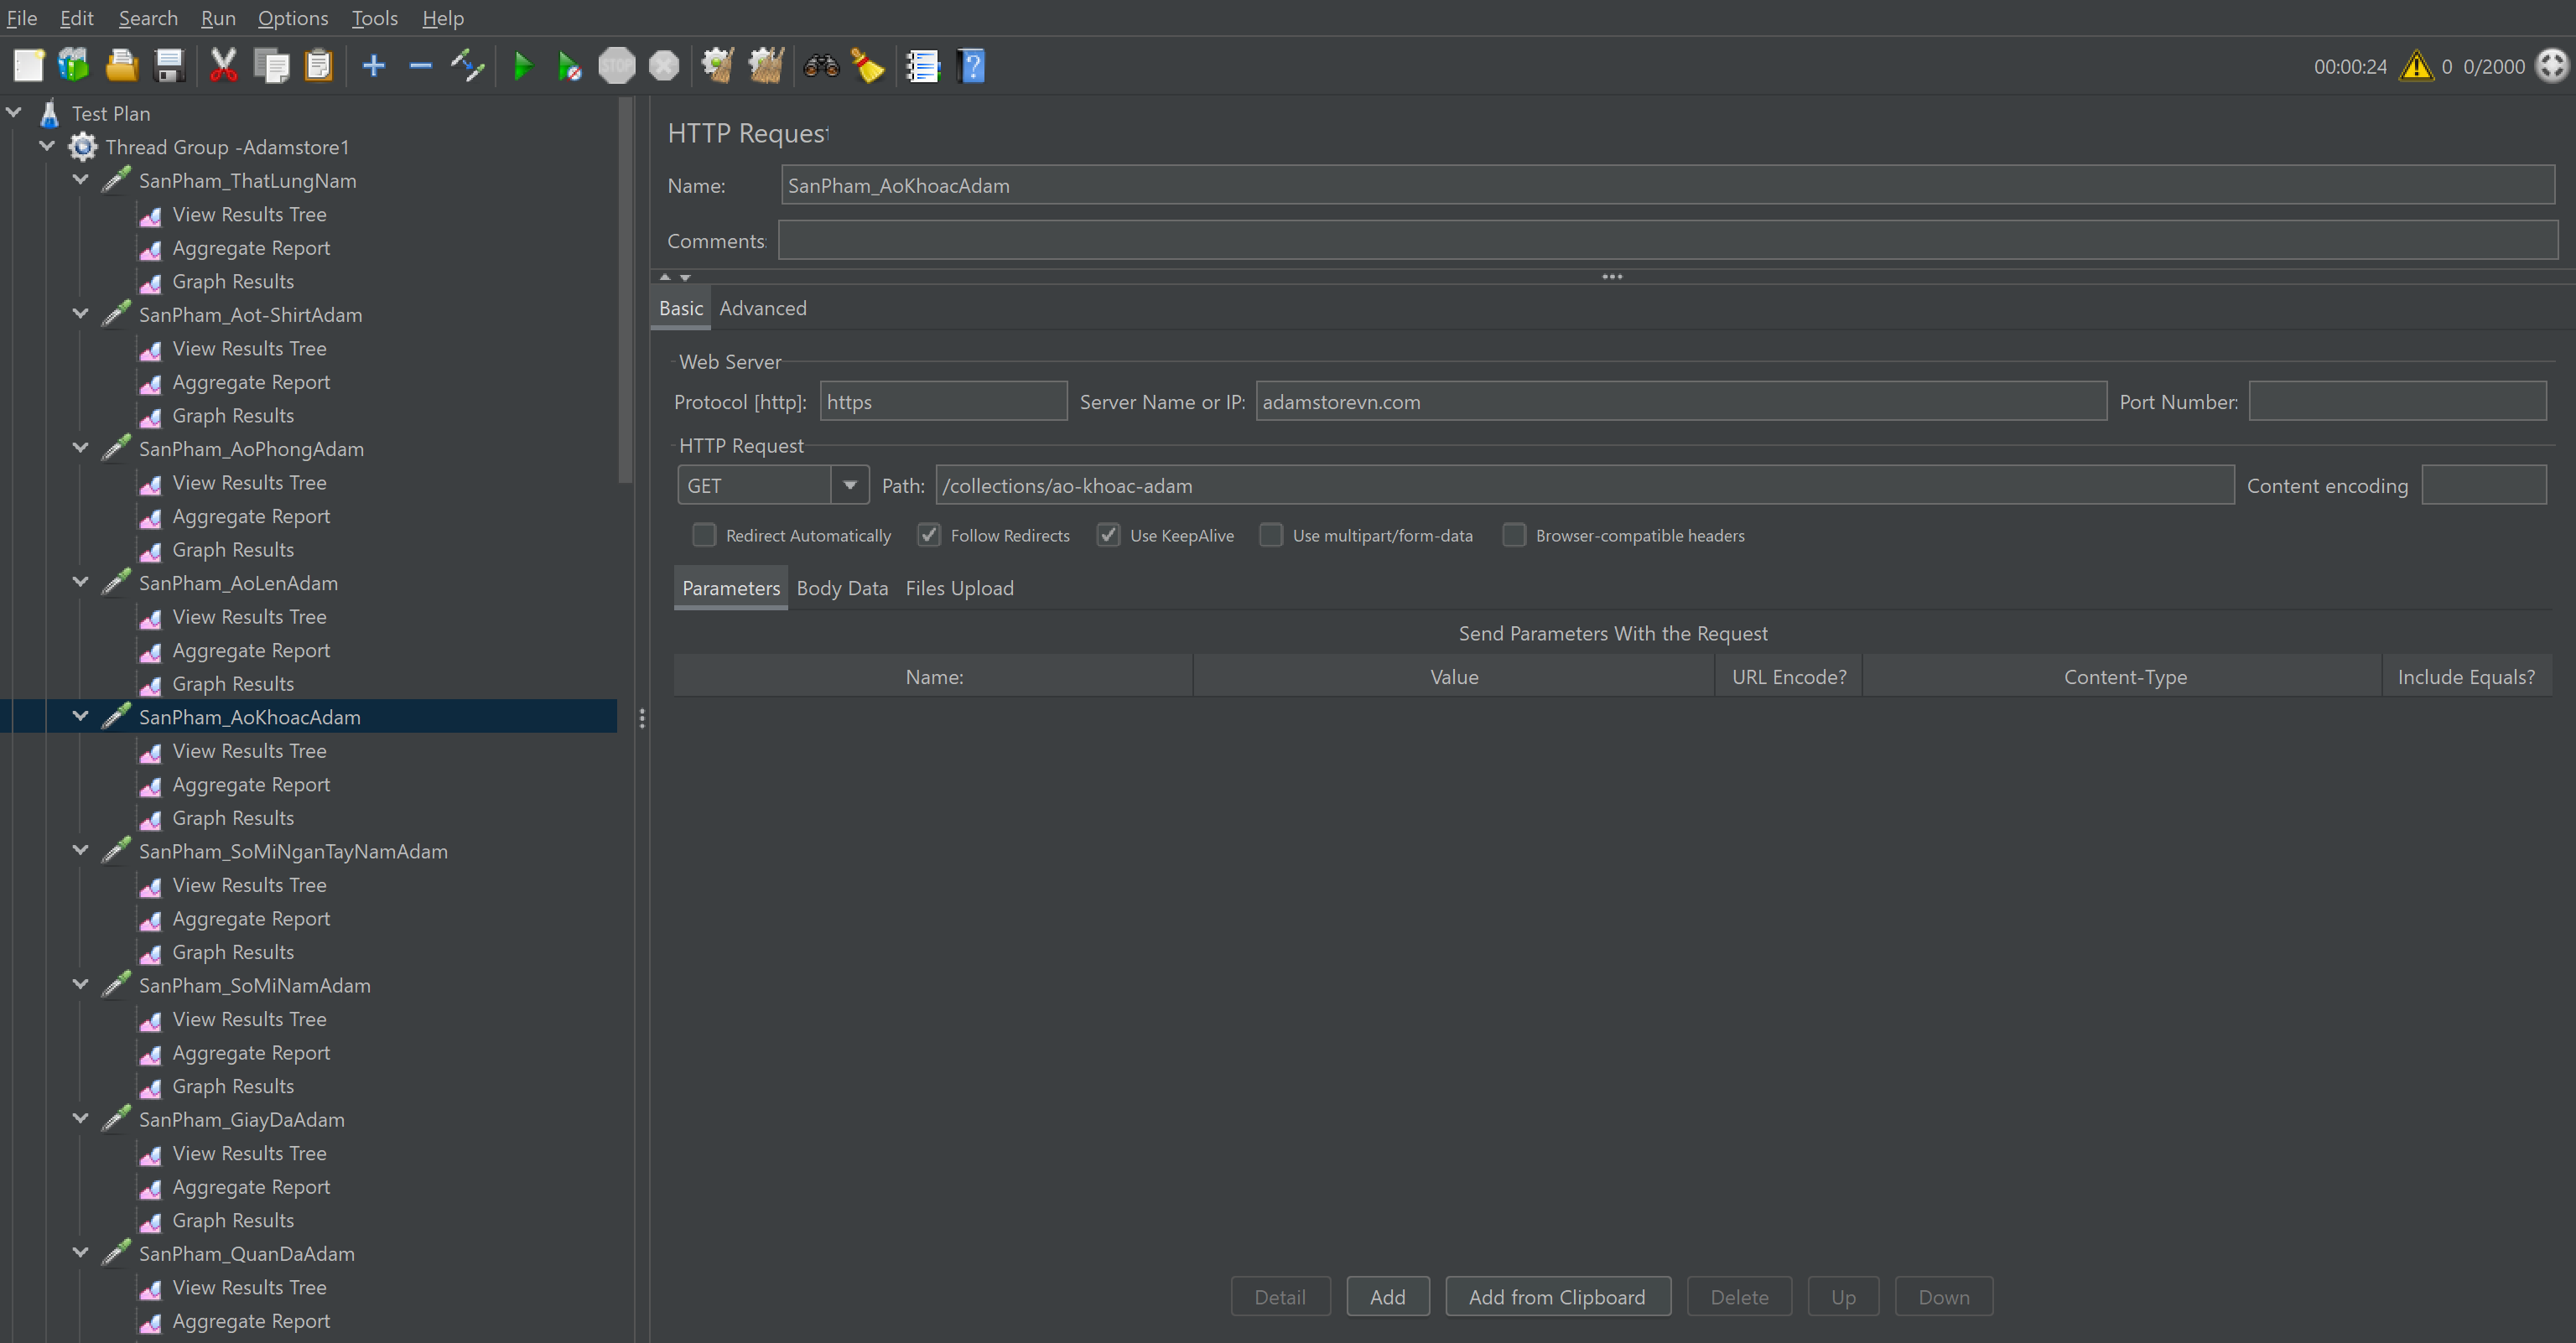 File Edit Search Run Options Tools Help
STOP
00:00:24 0 0/2000
Test Plan
Thread Group -Adamstore1
SanPham_ThatLungNam
View Results Tree
Aggregate Report
Graph Results
SanPham_Aot-ShirtAdam
View Results Tree
Aggregate Report
Graph Results
SanPham_AoPhongAdam
View Results Tree
Aggregate Report
Graph Results
SanPham_AoLenAdam
View Results Tree
Aggregate Report
Graph Results
SanPham_AoKhoacAdam
View Results Tree
Aggregate Report
Graph Results
SanPham_SoMiNganTayNamAdam
View Results Tree
Aggregate Report
Graph Results
SanPham_SoMiNamAdam
View Results Tree
Aggregate Report
Graph Results
SanPham_GiayDaAdam
View Results Tree
Aggregate Report
Graph Results
SanPham_QuanDaAdam
View Results Tree
Aggregate Report
HTTP Request
Name: SanPham_AoKhoacAdam
Comments:
Basic Advanced
Web Server
Protocol [http]: https Server Name or IP: adamstorevn.com Port Number:
HTTP Request
GET Path: /collections/ao-khoac-adam Content encoding
Redirect Automatically Follow Redirects Use KeepAlive Use multipart/form-data Browser-compatible headers
Parameters Body Data Files Upload
Send Parameters With the Request
Name: Value URL Encode? Content-Type Include Equals?
Detail Add Add from Clipboard Delete Up Down